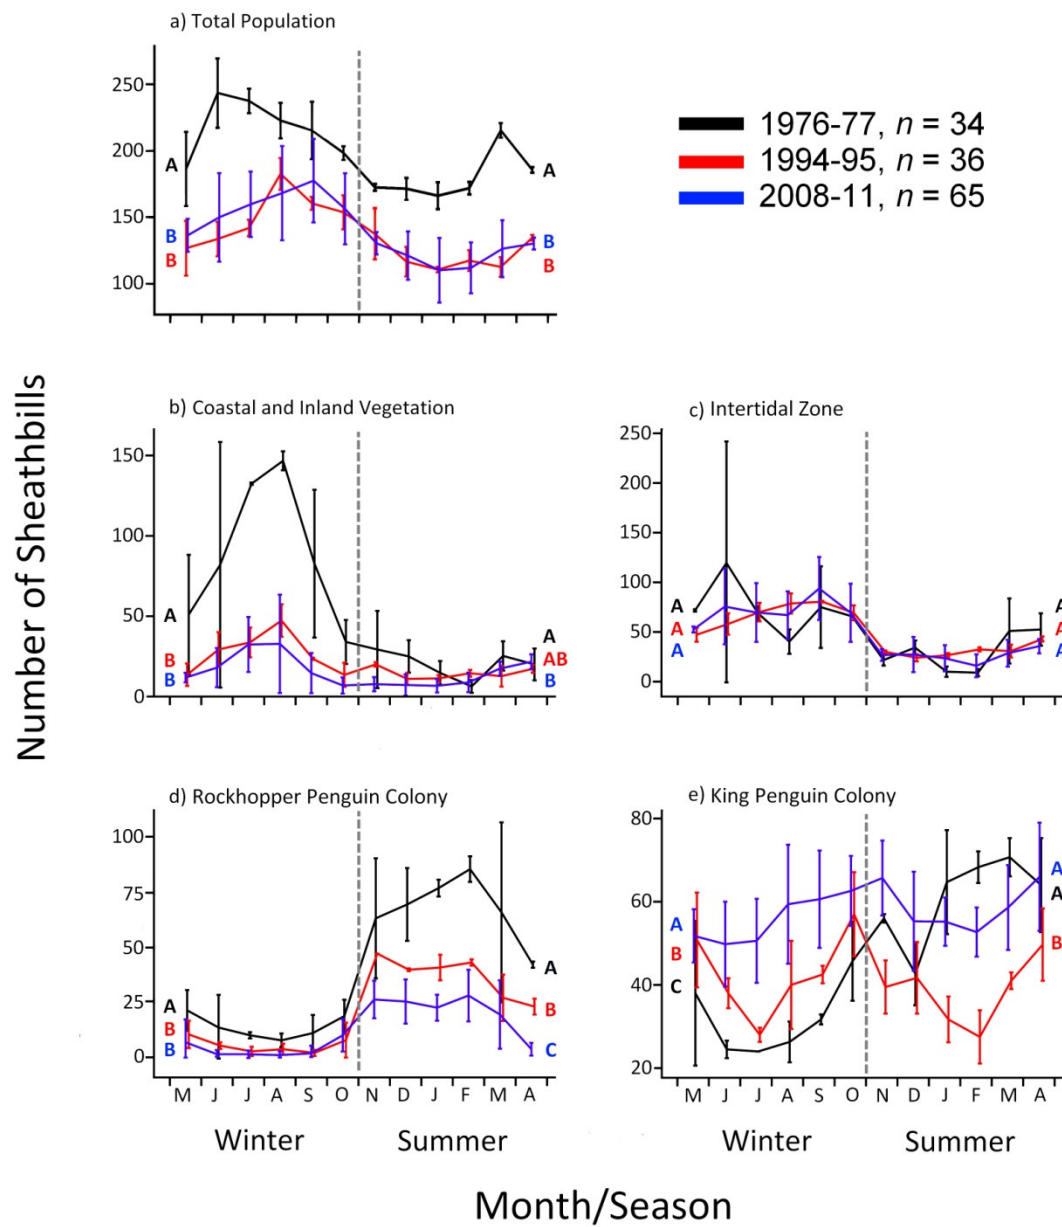 a) Total Population
250
200
150
100
A
B
B
A
B
B
1976-77, n = 34
1994-95, n = 36
2008-11, n = 65
Number of Sheathbills
b) Coastal and Inland Vegetation
150
100
50
0
A
B
B
A
AB
B
c) Intertidal Zone
250
200
150
100
50
0
A
A
A
A
A
A
d) Rockhopper Penguin Colony
100
75
50
25
0
A
B
B
A
B
C
M J J A S O N D J F M A
Winter Summer
e) King Penguin Colony
80
60
40
20
A
B
C
A
A
B
M J J A S O N D J F M A
Winter Summer
Month/Season